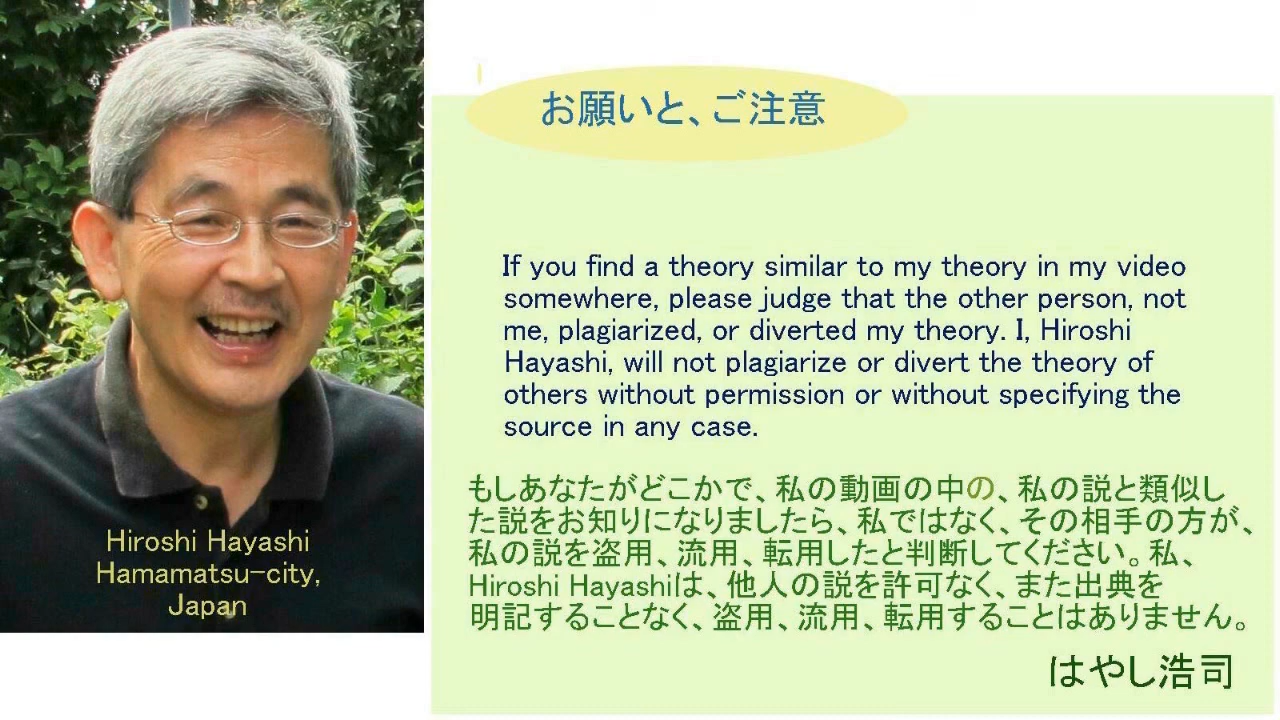 お願いと、ご注意
If you find a theory similar to my theory in my video
somewhere, please judge that the other person, not
me, plagiarized, or diverted my theory. I, Hiroshi
Hayashi, will not plagiarize or divert the theory of
others without permission or without specifying the
source in any case.
もしあなたがどこかで、私の動画の中の、私の説と類似し
た説をお知りになりましたら、私ではなく、その相手の方が、
私の説を盗用、流用、転用したと判断してください。私、
Hiroshi Hayashiは、他人の説を許可なく、また出典を
明記することなく、盗用、流用、転用することはありません。
はやし浩司
Hiroshi Hayashi
Hamamatsu-city,
Japan